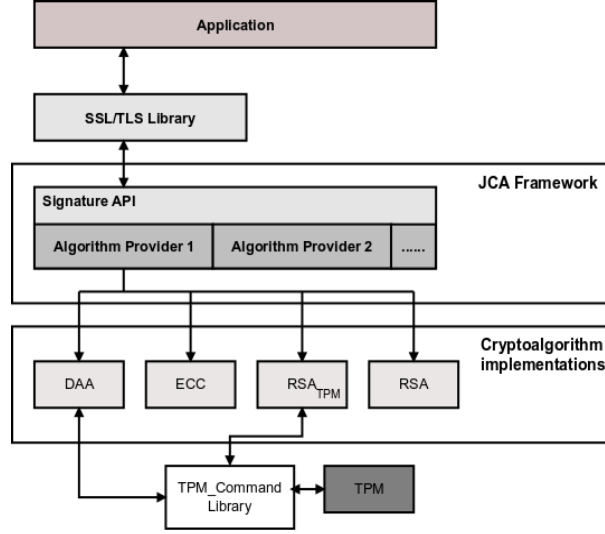 Application
SSL/TLS Library
JCA Framework
Signature API
Algorithm Provider 1
Algorithm Provider 2
......
Cryptoalgorithm
implementations
DAA
ECC
RSA TPM
RSA
TPM_Command
Library
TPM